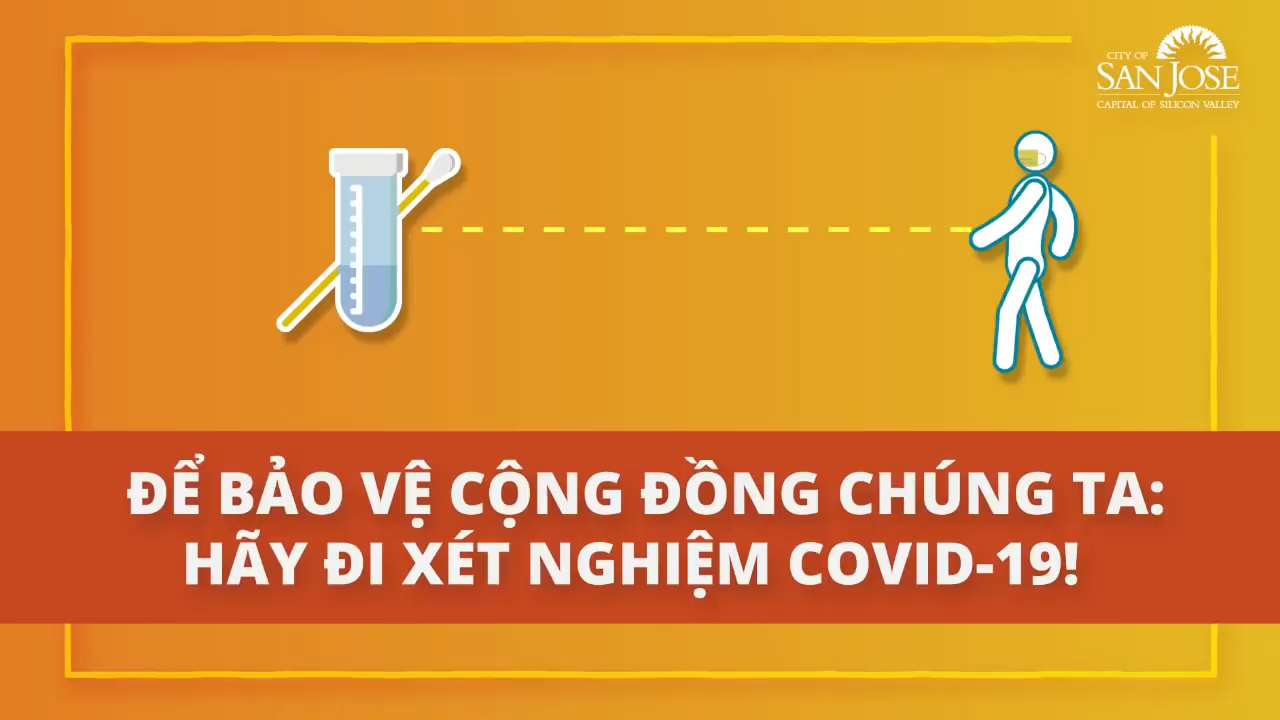 CITY OF
SAN JOSE
CAPITAL OF SILICON VALLEY
ĐỂ BẢO VỆ CỘNG ĐỒNG CHÚNG TA:
HÃY ĐI XÉT NGHIỆM COVID-19!